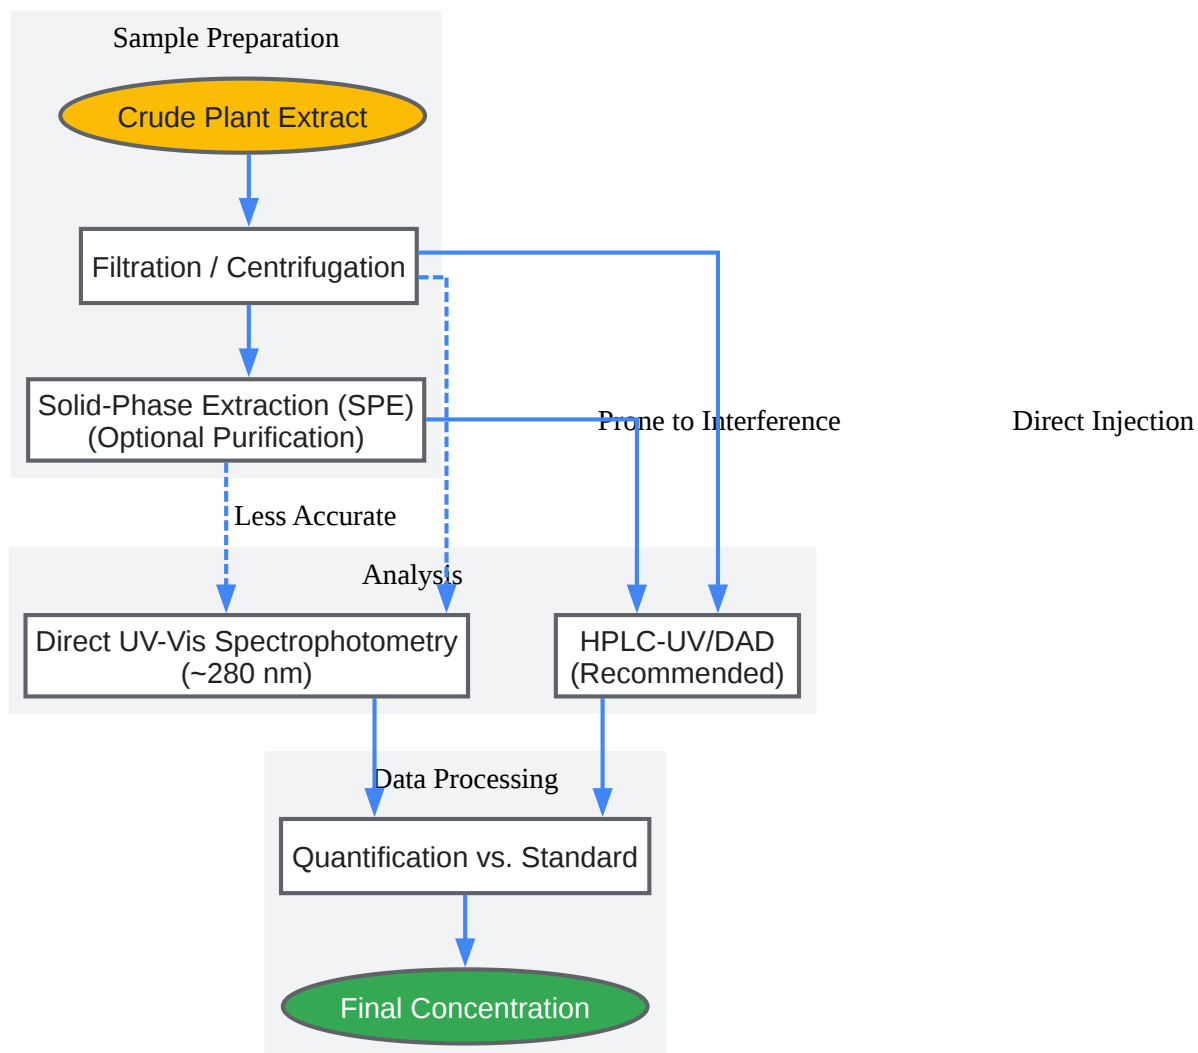 Sample Preparation
Crude Plant Extract
Filtration / Centrifugation
Solid-Phase Extraction (SPE)
(Optional Purification)
Prone to Interference
Direct Injection
Less Accurate
Analysis
Direct UV-Vis Spectrophotometry
(~280 nm)
HPLC-UV/DAD
(Recommended)
Data Processing
Quantification vs. Standard
Final Concentration